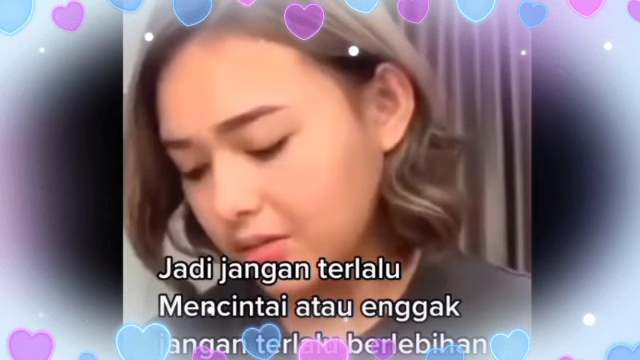 Jadi jangan terlalu
Mencintai atau enggak
jangan terlalu berlebihan